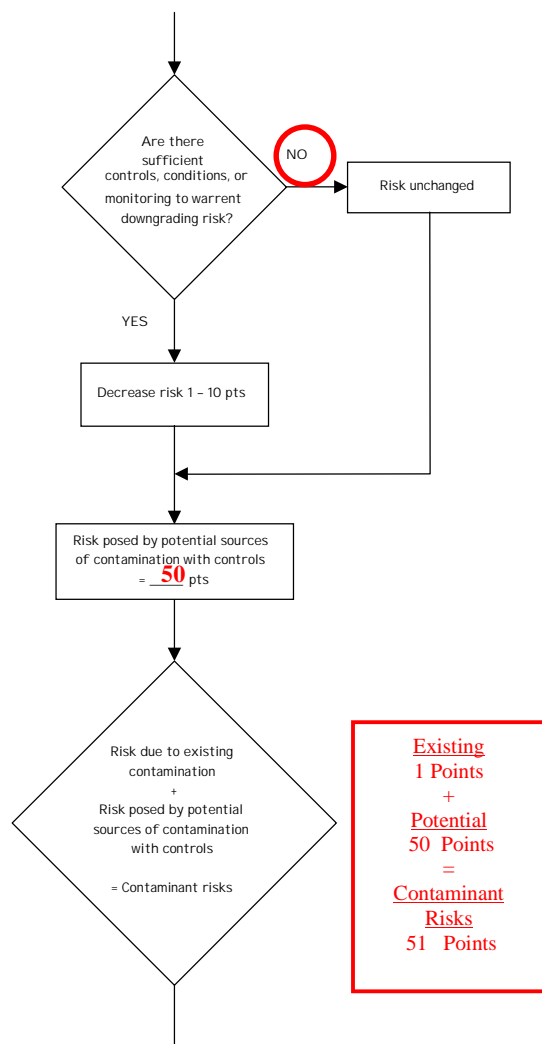 Are there
sufficient
controls, conditions, or
monitoring to warrent
downgrading risk?
NO
Risk unchanged
YES
Decrease risk 1 – 10 pts
Risk posed by potential sources
of contamination with controls
= 50 pts
Risk due to existing
contamination
+
Risk posed by potential
sources of contamination
with controls
= Contaminant risks
Existing
1 Points
+
Potential
50 Points
=
Contaminant
Risks
51 Points